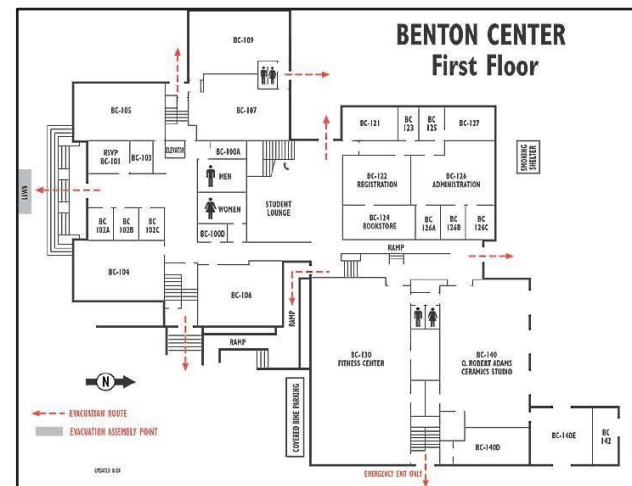 BENTON CENTER
First Floor
BC-109
BC-105
BC-107
BC-121
BC
123
BC
125
BC-127
SMOKING
SHELTER
RSVP
BC-101
BC-103
ELEVATOR
BC-100A
MEN
WOMEN
BC-100D
STUDENT
LOUNGE
BC-122
REGISTRATION
BC-126
ADMINISTRATION
LAWN
BC
102A
BC
102B
BC
102C
BC-124
BOOKSTORE
BC
126A
BC
126B
BC
126C
RAMP
BC-104
BC-106
RAMP
RAMP
BC-130
FITNESS CENTER
BC-140
O. ROBERT ADAMS
CERAMICS STUDIO
N
COVERED BIKE PARKING
EVACUATION ROUTE
EVACUATION ASSEMBLY POINT
BC-140D
BC-140E
BC
142
UPDATED 8/04
EMERGENCY EXIT ONLY